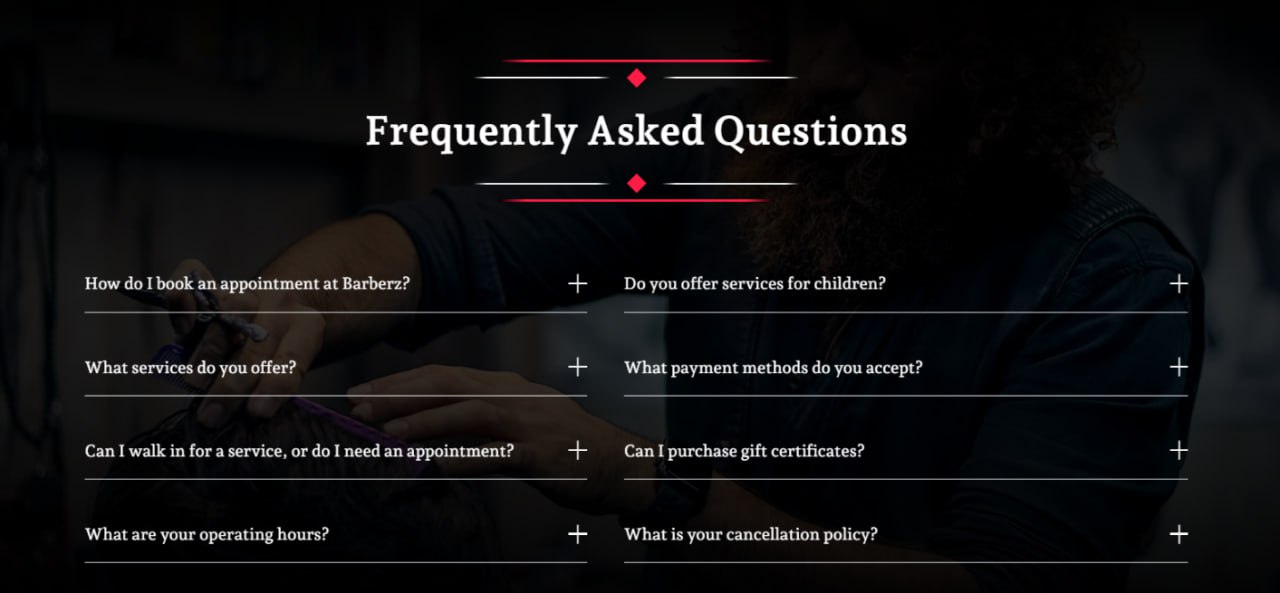 Frequently Asked Questions
How do I book an appointment at Barberz?
Do you offer services for children?
What services do you offer?
What payment methods do you accept?
Can I walk in for a service, or do I need an appointment?
Can I purchase gift certificates?
What are your operating hours?
What is your cancellation policy?